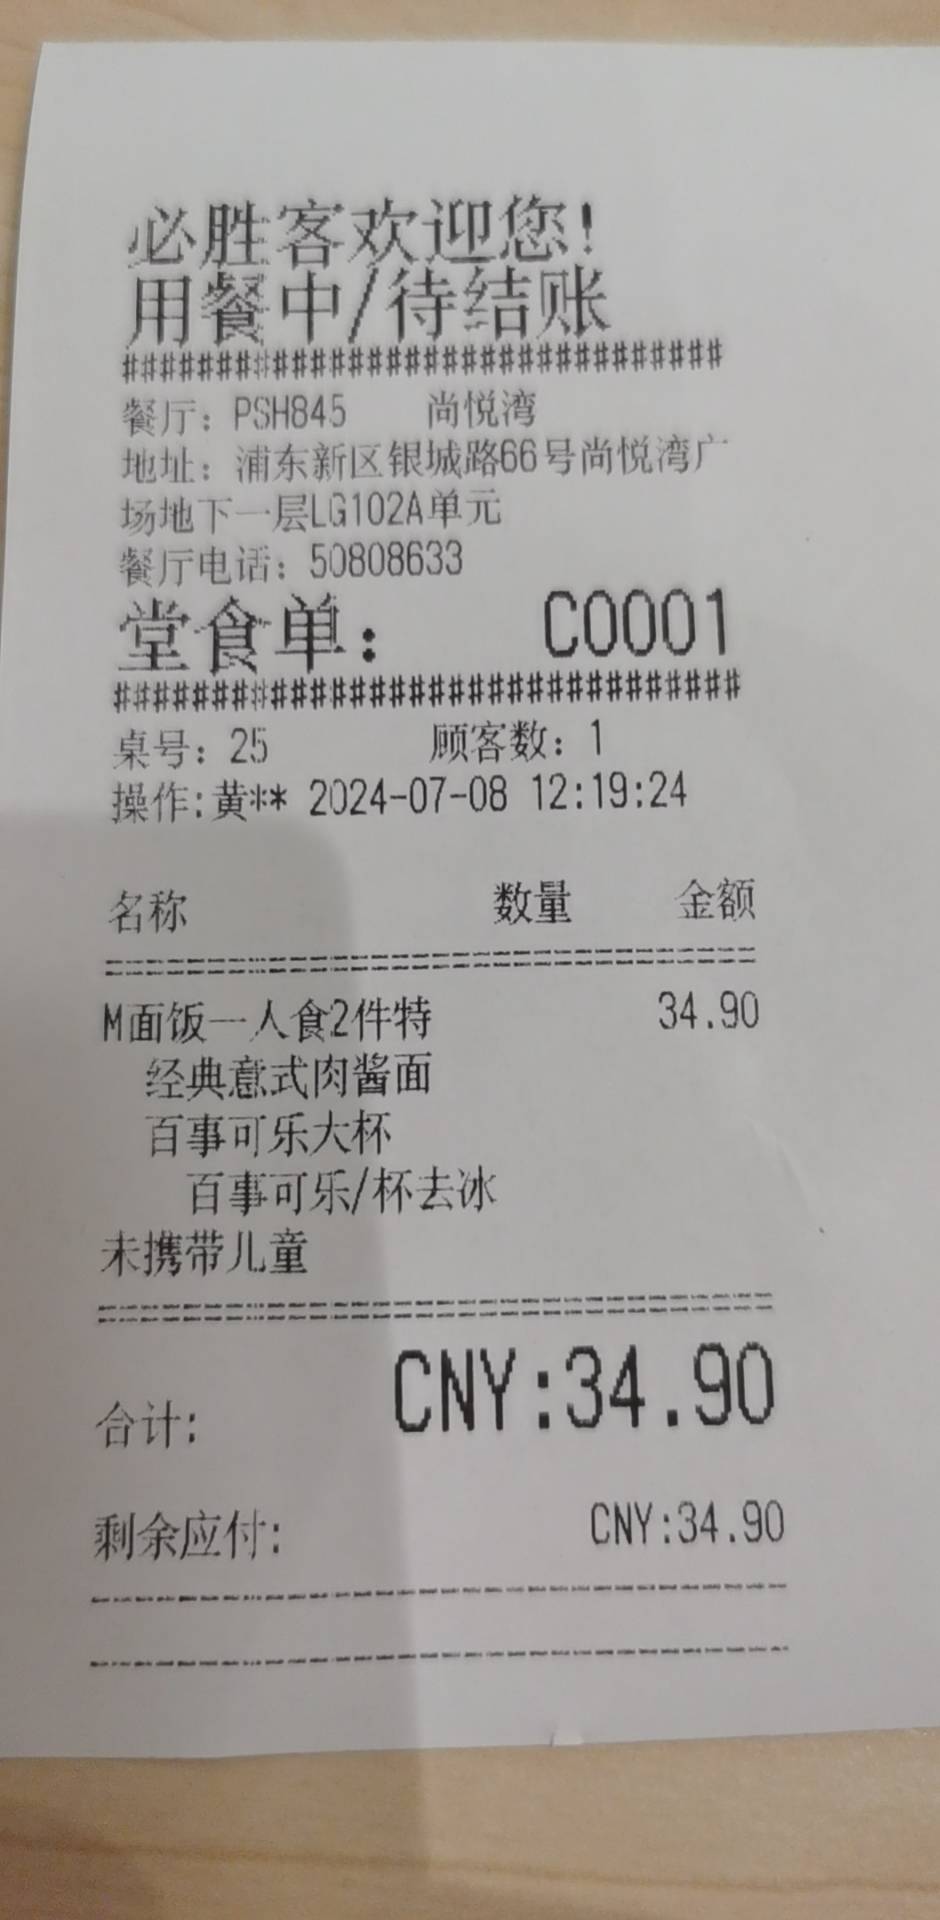 必胜客欢迎您!
用餐中/待结账
################################
餐厅: PSH845 尚悦湾
地址: 浦东新区银城路66号尚悦湾广
场地下一层LG102A单元
餐厅电话: 50808633
堂食单: C0001
################################
桌号: 25 顾客数: 1
操作:黄** 2024-07-08 12:19:24
名称 数量 金额
M面饭一人食2件特 34.90
经典意式肉酱面
百事可乐大杯
百事可乐/杯去冰
未携带儿童
合计: CNY:34.90
剩余应付: CNY:34.90